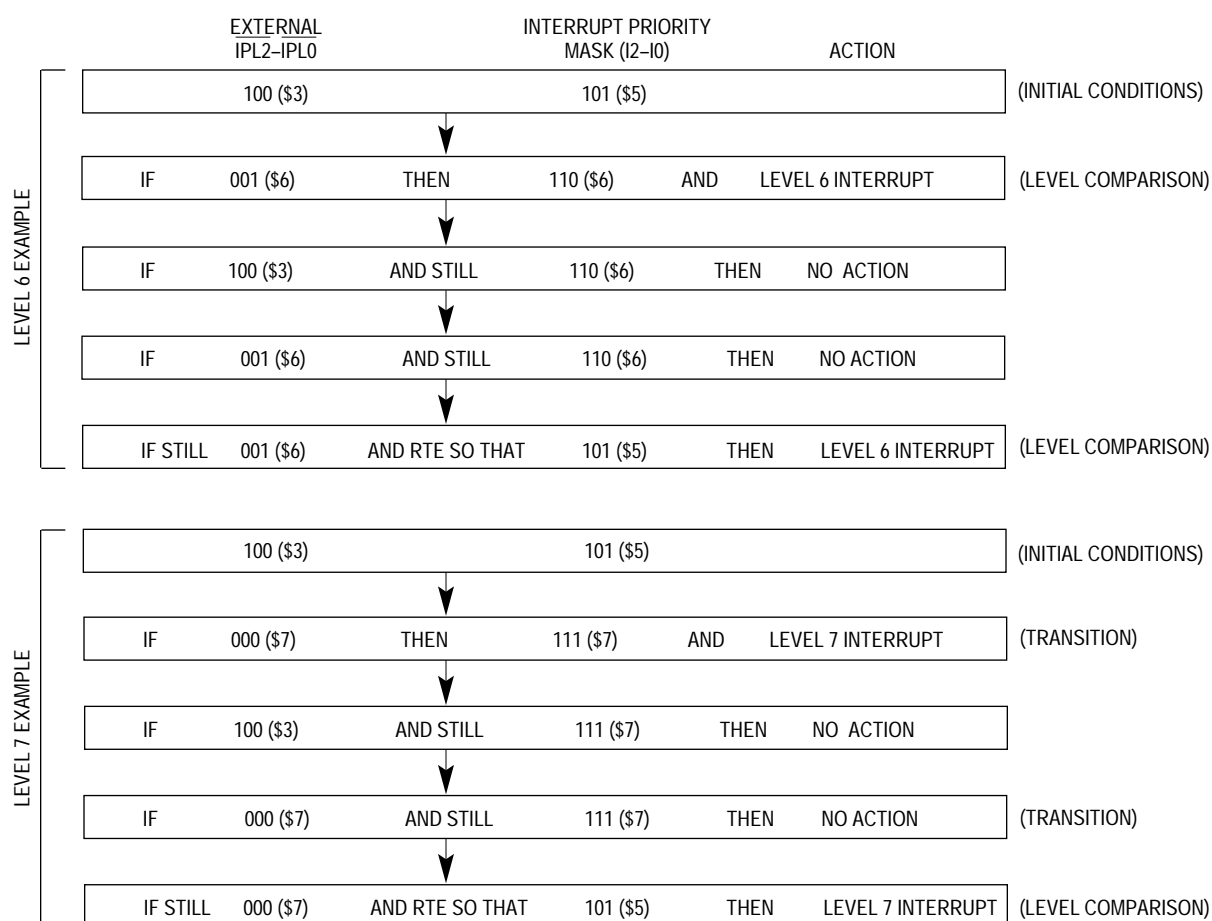 EXTERNAL INTERRUPT PRIORITY
IPL2–IPL0 MASK (I2–I0) ACTION
100 ($3) 101 ($5) (INITIAL CONDITIONS)
IF 001 ($6) THEN 110 ($6) AND LEVEL 6 INTERRUPT (LEVEL COMPARISON)
IF 100 ($3) AND STILL 110 ($6) THEN NO ACTION
IF 001 ($6) AND STILL 110 ($6) THEN NO ACTION
IF STILL 001 ($6) AND RTE SO THAT 101 ($5) THEN LEVEL 6 INTERRUPT (LEVEL COMPARISON)
LEVEL 6 EXAMPLE
100 ($3) 101 ($5) (INITIAL CONDITIONS)
IF 000 ($7) THEN 111 ($7) AND LEVEL 7 INTERRUPT (TRANSITION)
IF 100 ($3) AND STILL 111 ($7) THEN NO ACTION
IF 000 ($7) AND STILL 111 ($7) THEN NO ACTION (TRANSITION)
IF STILL 000 ($7) AND RTE SO THAT 101 ($5) THEN LEVEL 7 INTERRUPT (LEVEL COMPARISON)
LEVEL 7 EXAMPLE